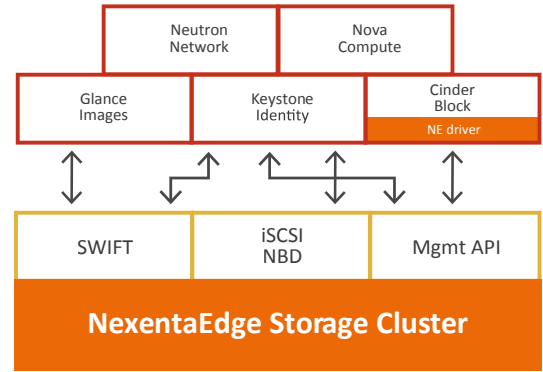 Neutron
Network
Nova
Compute
Glance
Images
Keystone
Identity
Cinder
Block
NE driver
SWIFT
iSCSI
NBD
Mgmt API
NexentaEdge Storage Cluster